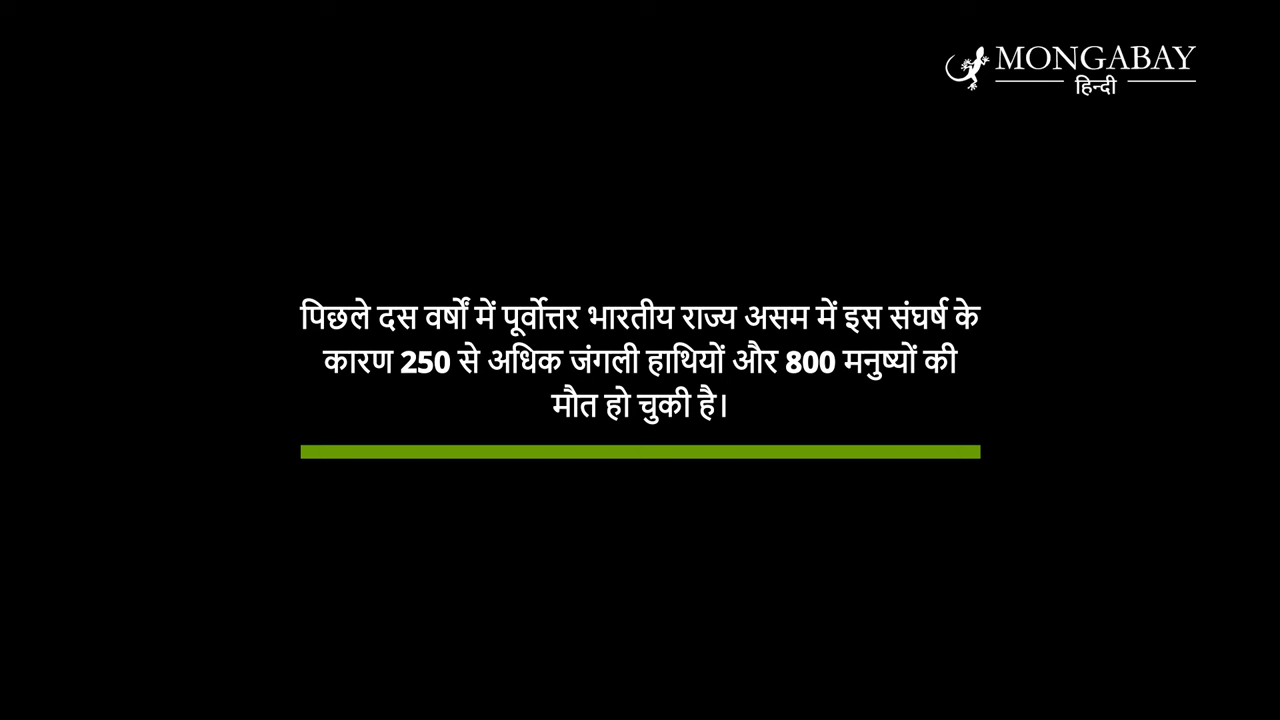 MONGABAY
हिन्दी
पिछले दस वर्षों में पूर्वोत्तर भारतीय राज्य असम में इस संघर्ष के
कारण 250 से अधिक जंगली हाथियों और 800 मनुष्यों की
मौत हो चुकी है।